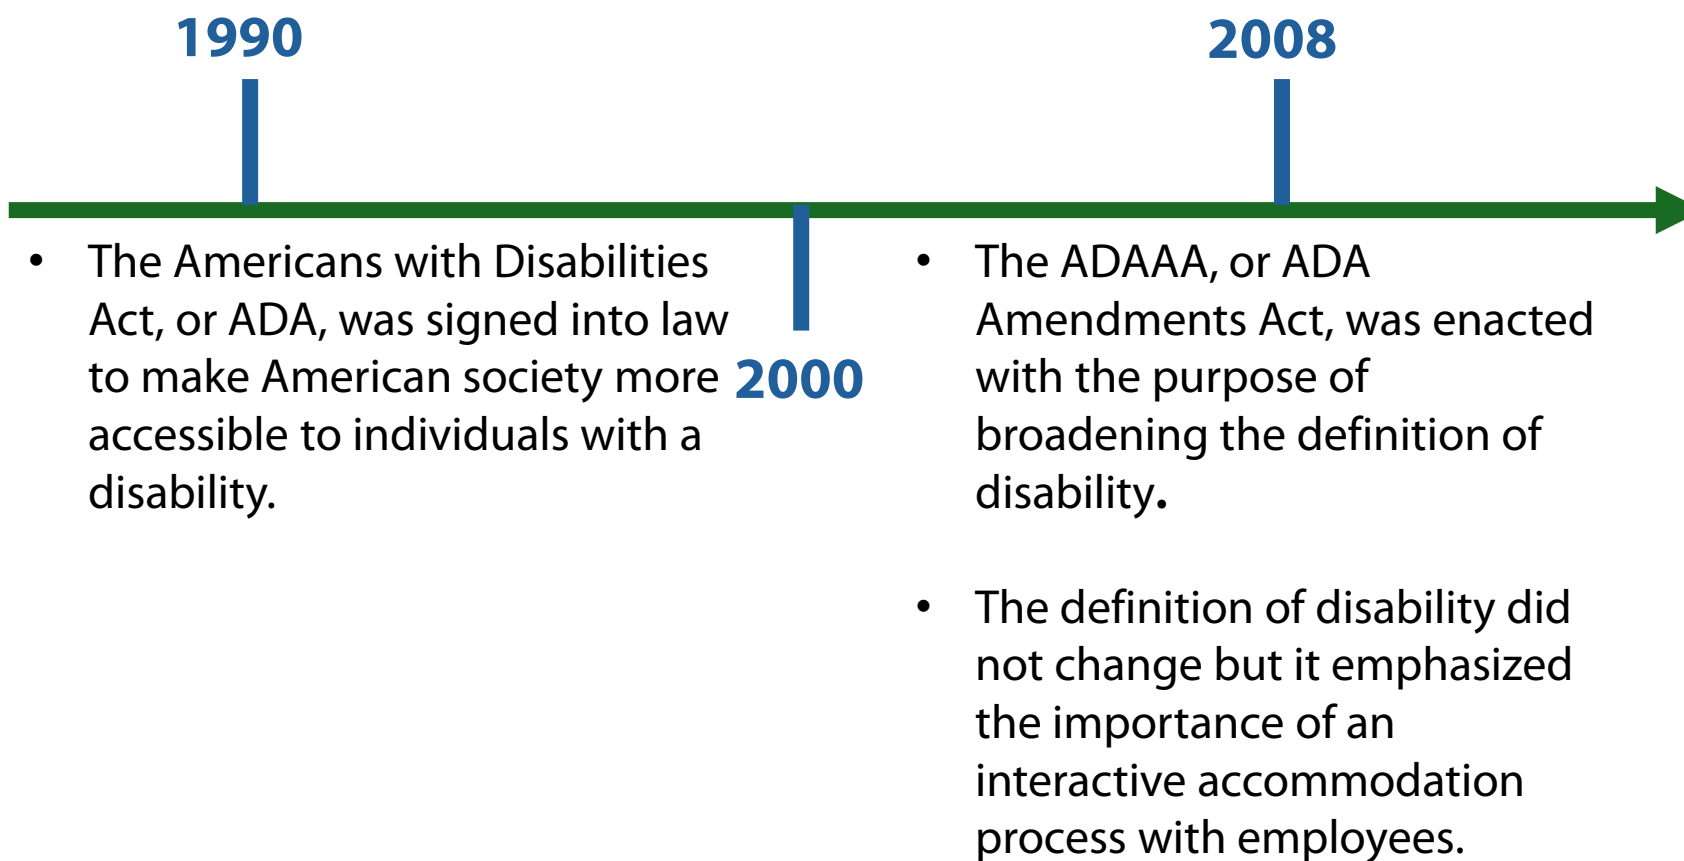 1990
2008
• The Americans with Disabilities
Act, or ADA, was signed into law
to make American society more
accessible to individuals with a
disability.
2000
• The ADAAA, or ADA
Amendments Act, was enacted
with the purpose of
broadening the definition of
disability.
• The definition of disability did
not change but it emphasized
the importance of an
interactive accommodation
process with employees.